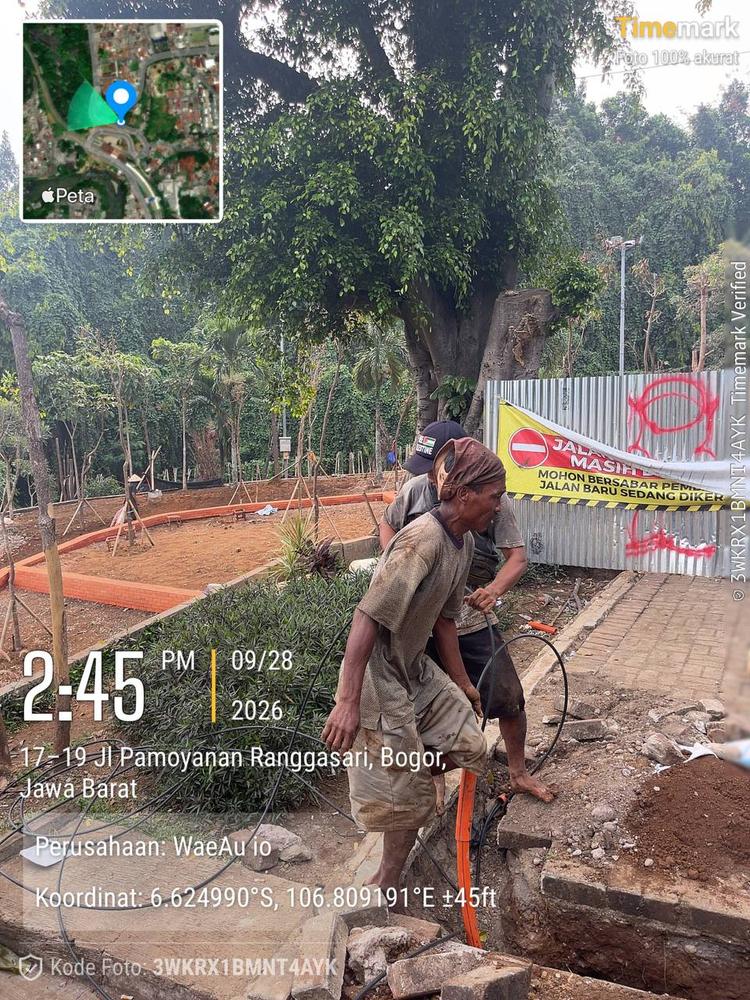 Timemark
Foto 100% akurat
Peta
PALESTINE
MASIH
MOHON BERSABAR PEM
JALAN BARU SEDANG DIKER
2:45 PM
09/28
2026
17–19 Jl Pamoyanan Ranggasari, Bogor,
Jawa Barat
Perusahaan: WaeAu io
Koordinat: 6.624990°S, 106.809191°E ±45ft
Kode Foto: 3WKRX1BMNT4AYK
© 3WKRX1BMNT4AYK Timemark Verified